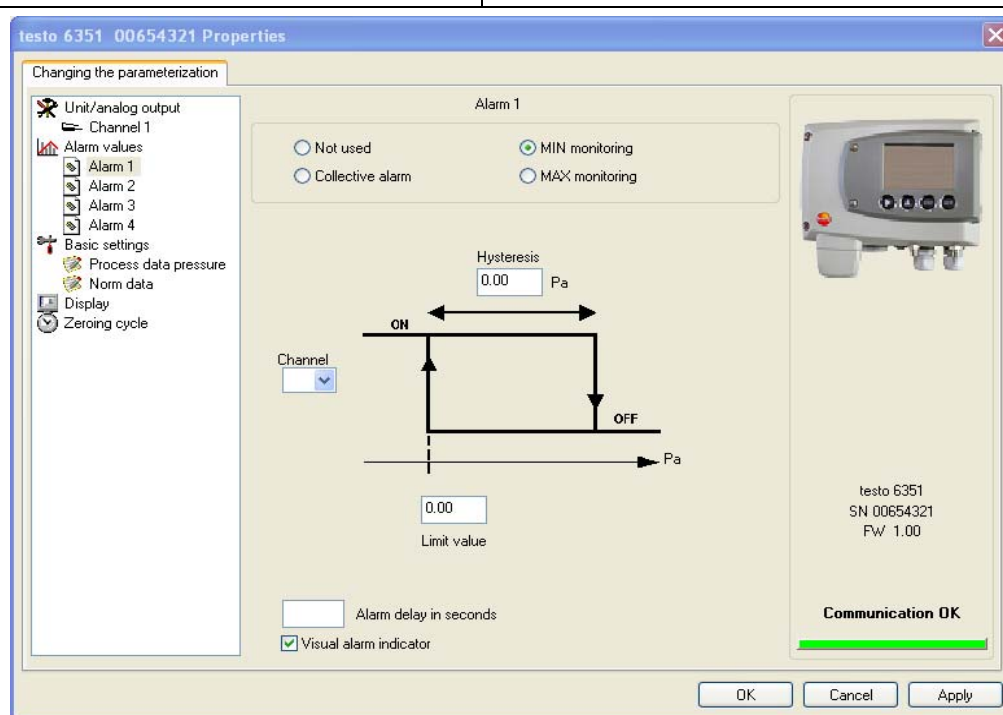 testo 6351 00654321 Properties
Changing the parameterization
Unit/analog output
Channel 1
Alarm values
Alarm 1
Alarm 2
Alarm 3
Alarm 4
Basic settings
Process data pressure
Norm data
Display
Zeroing cycle
Alarm 1
Not used
MIN monitoring
Collective alarm
MAX monitoring
Hysteresis
0.00 Pa
ON
Channel
OFF
Pa
0.00
Limit value
Alarm delay in seconds
Visual alarm indicator
testo 6351
SN 00654321
FW 1.00
Communication OK
OK
Cancel
Apply